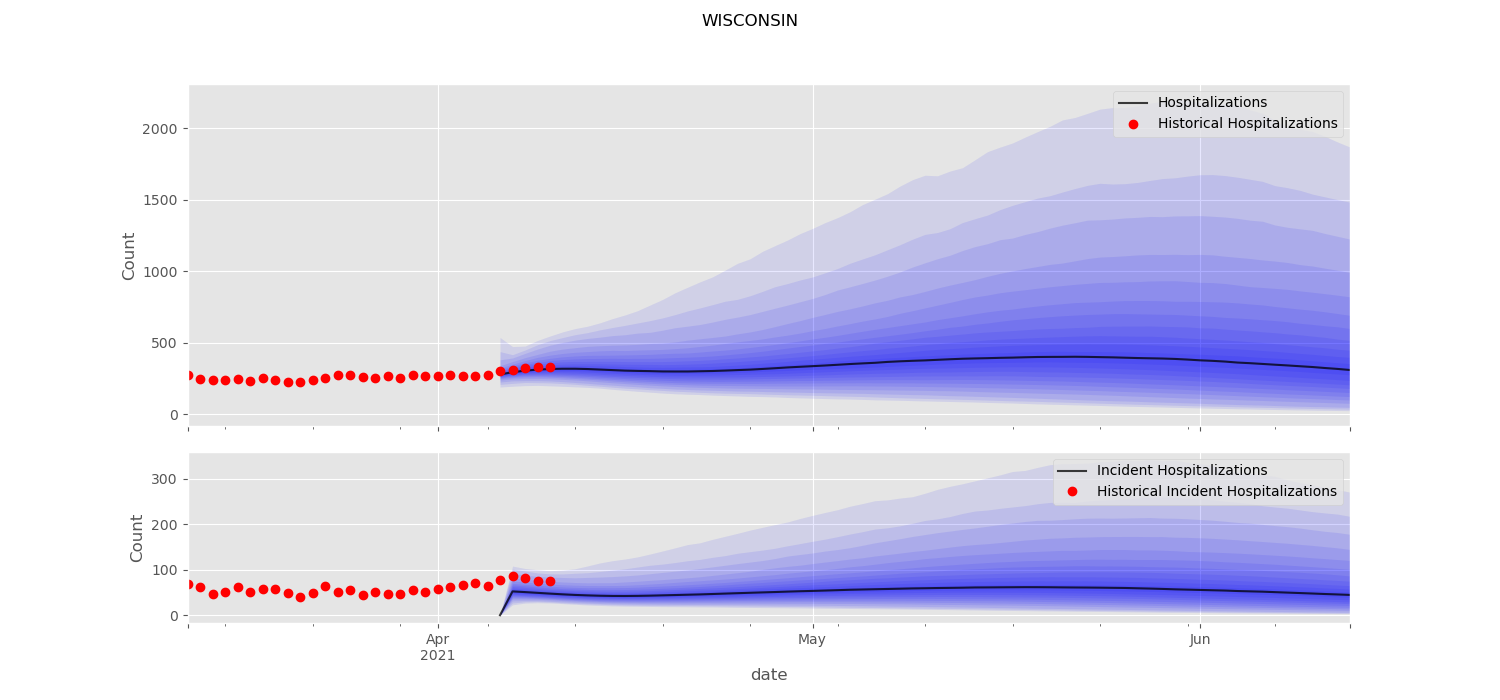 WISCONSIN
Hospitalizations
Historical Hospitalizations
2000
1500
1000
500
0
Count
Incident Hospitalizations
Historical Incident Hospitalizations
300
200
100
0
Count
Apr
2021
May
Jun
date